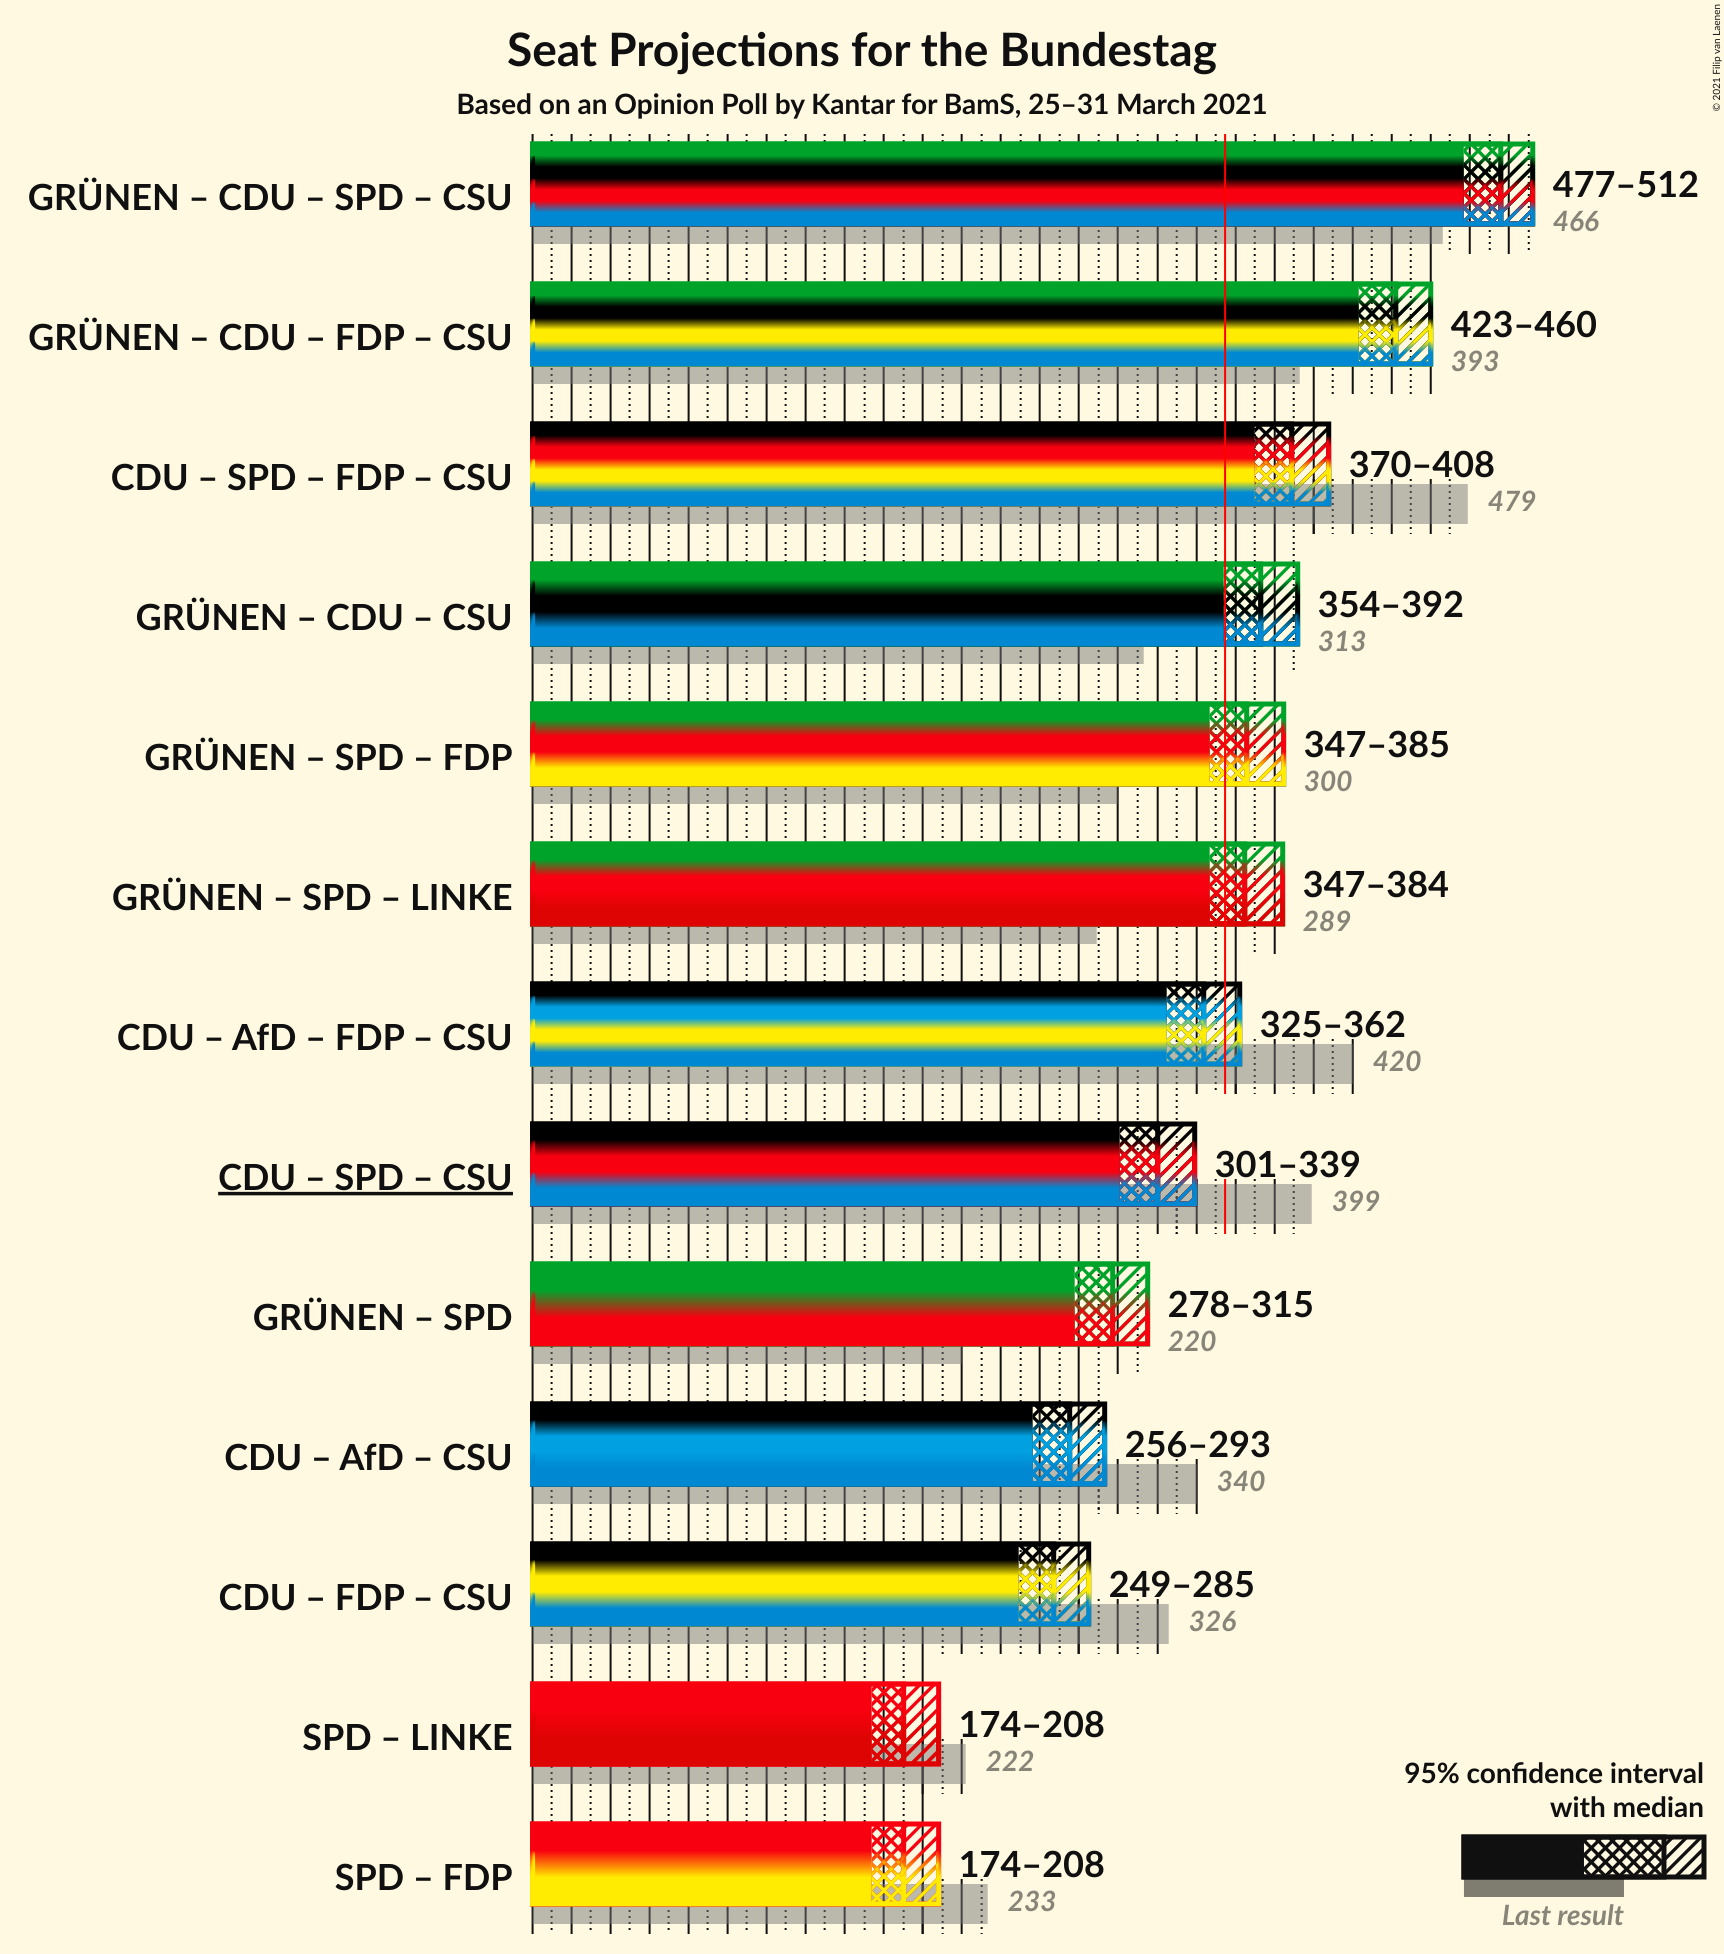 Seat Projections for the Bundestag
Based on an Opinion Poll by Kantar for BamS, 25–31 March 2021
© 2021 Filip van Laenen
GRÜNEN – CDU – SPD – CSU
477–512
466
GRÜNEN – CDU – FDP – CSU
423–460
393
CDU – SPD – FDP – CSU
370–408
479
GRÜNEN – CDU – CSU
354–392
313
GRÜNEN – SPD – FDP
347–385
300
GRÜNEN – SPD – LINKE
347–384
289
CDU – AfD – FDP – CSU
325–362
420
CDU – SPD – CSU
301–339
399
GRÜNEN – SPD
278–315
220
CDU – AfD – CSU
256–293
340
CDU – FDP – CSU
249–285
326
SPD – LINKE
174–208
222
SPD – FDP
174–208
233
95% confidence interval
with median
Last result